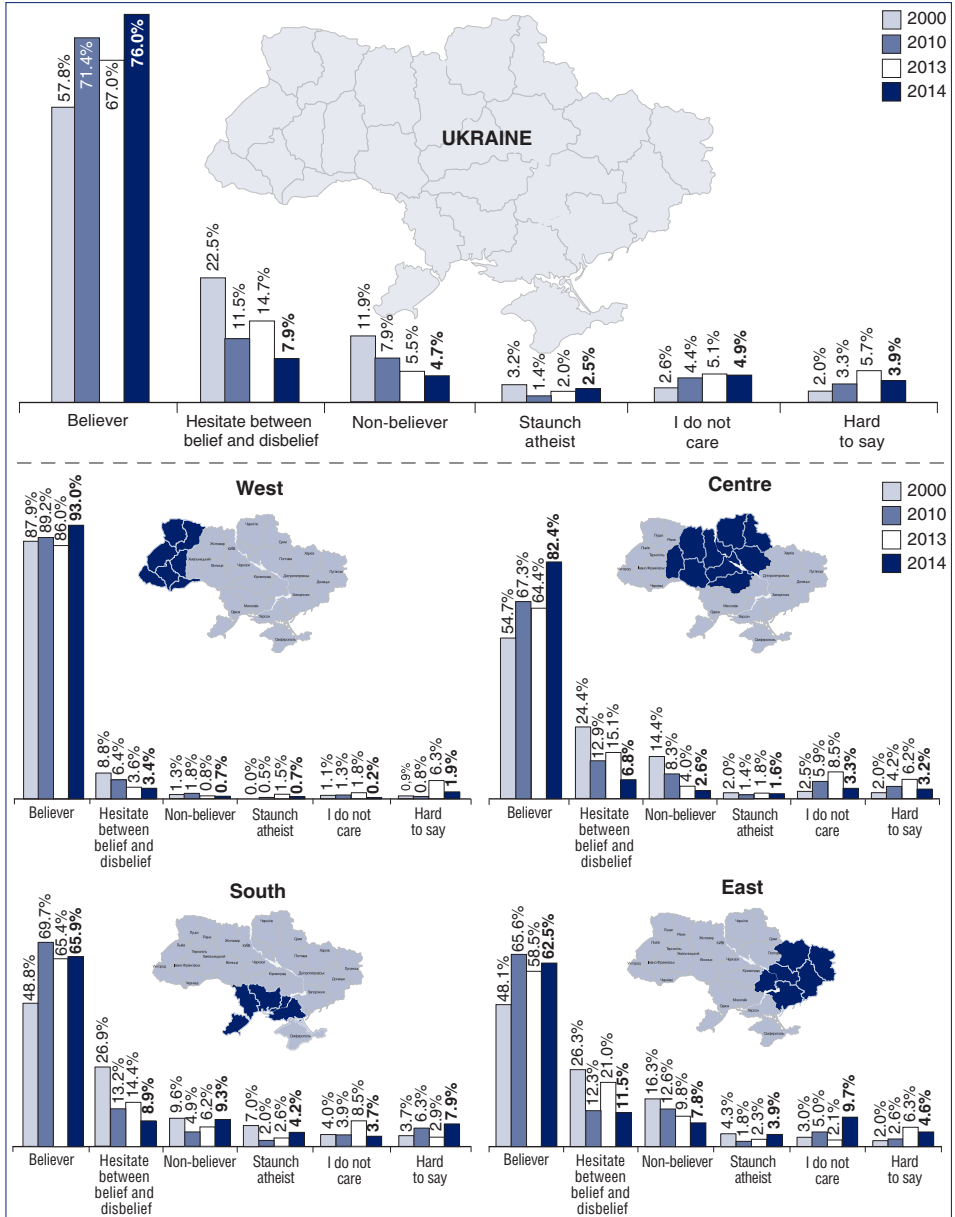 2000
2010
2013
2014
UKRAINE
57.8%
71.4%
67.0%
76.0%
22.5%
11.5%
14.7%
7.9%
11.9%
7.9%
5.5%
4.7%
3.2%
1.4%
2.0%
2.5%
2.6%
4.4%
5.1%
4.9%
2.0%
3.3%
5.7%
3.9%
Believer
Hesitate between
belief and disbelief
Non-believer
Staunch
atheist
I do not
care
Hard
to say
West
87.9%
89.2%
86.0%
93.0%
8.8%
6.4%
3.6%
3.4%
1.3%
1.8%
0.8%
0.7%
0.0%
0.5%
1.5%
0.7%
1.1%
1.3%
1.8%
0.2%
0.9%
0.8%
6.3%
1.9%
Believer
Hesitate
between
belief and
disbelief
Non-believer
Staunch
atheist
I do not
care
Hard
to say
Centre
2000
2010
2013
2014
54.7%
67.3%
64.4%
82.4%
24.4%
12.9%
15.1%
6.8%
14.4%
8.3%
4.0%
2.6%
2.0%
1.4%
1.8%
1.6%
2.5%
5.9%
8.5%
3.3%
2.0%
4.2%
6.2%
3.2%
Believer
Hesitate
between
belief and
disbelief
Non-believer
Staunch
atheist
I do not
care
Hard
to say
South
48.8%
69.7%
65.4%
65.9%
26.9%
13.2%
14.4%
8.9%
9.6%
4.9%
6.2%
9.3%
7.0%
2.0%
2.6%
4.2%
4.0%
3.9%
8.5%
3.7%
3.7%
6.3%
2.9%
7.9%
Believer
Hesitate
between
belief and
disbelief
Non-believer
Staunch
atheist
I do not
care
Hard
to say
East
48.1%
65.6%
58.5%
62.5%
26.3%
12.3%
21.0%
11.5%
16.3%
12.6%
9.8%
7.8%
4.3%
1.8%
2.3%
3.9%
3.0%
5.0%
2.1%
9.7%
2.0%
2.6%
6.3%
4.6%
Believer
Hesitate
between
belief and
disbelief
Non-believer
Staunch
atheist
I do not
care
Hard
to say